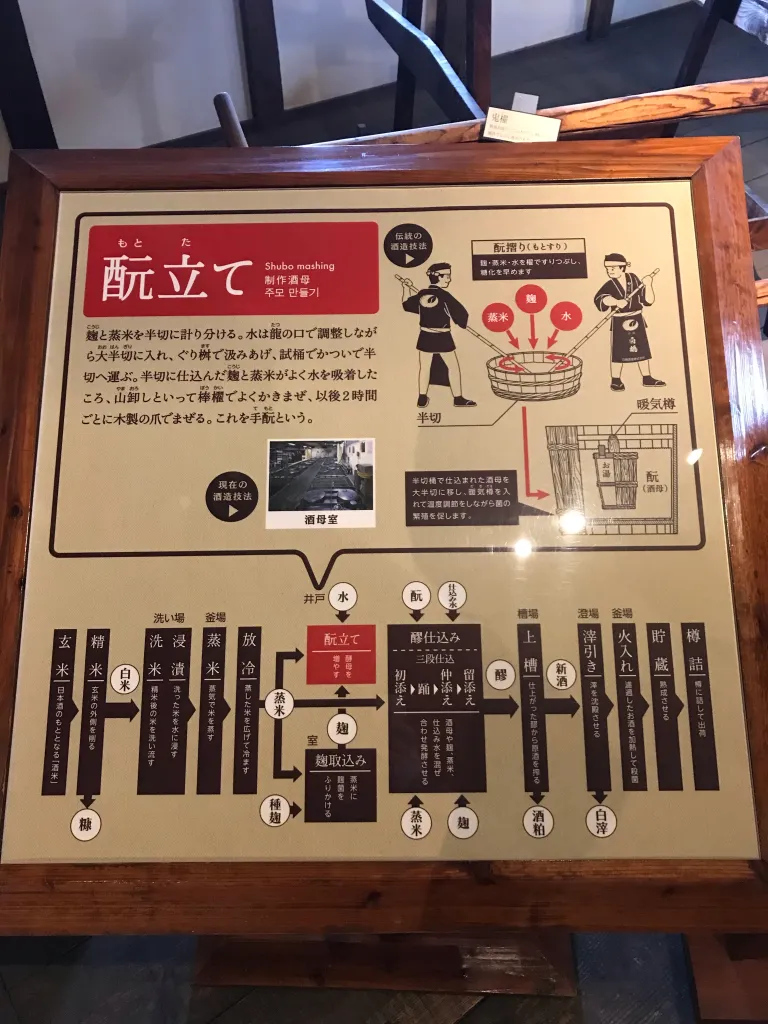 鬼櫂
もと た
酛立て
Shubo mashing
制作酒母
주모 만들기
麹と蒸米を半切に計り分ける。水は龍の口で調整しなが
ら大半切に入れ、ぐり桝で汲みあげ、試桶でかついで半
切へ運ぶ。半切に仕込んだ麹と蒸米がよく水を吸着した
ころ、山卸しといって棒櫂でよくかきまぜ、以後2時間
ごとに木製の爪でまぜる。これを手酛という。
現在の
酒造技法
酒母室
伝統の
酒造技法
酛摺り(もとすり)
麹・蒸米・水を櫂ですりつぶし、
糖化を早めます
蒸米
麹
水
白鶴
半切
暖気樽
お湯
酛
(酒母)
半切桶で仕込まれた酒母を
大半切に移し、暖気樽を入
れて温度調節をしながら菌の
繁殖を促します。
玄米
日本酒のもととなる「酒米」
精米
玄米の外側を削る
糠
白米
洗い場
洗米
精米後の米を洗い流す
浸漬
洗った米を水に浸す
釜場
蒸米
蒸気で米を蒸す
放冷
蒸した米を広げて冷ます
蒸米
井戸
水
酛立て
酵母を
増やす
麹
室
麹取込み
蒸米に
麹菌を
ふりかける
種麹
酛
仕込み水
醪仕込み
三段仕込
初添え
踊
仲添え
留添え
酒母や麹、蒸米、
仕込み水を混ぜ
合わせ発酵させる
蒸米
麹
醪
槽場
上槽
仕上がった醪から原酒を搾る
酒粕
新酒
澄場
滓引き
滓を沈殿させる
白滓
釜場
火入れ
濾過したお酒を加熱して殺菌
貯蔵
熟成させる
樽詰
樽に詰して出荷